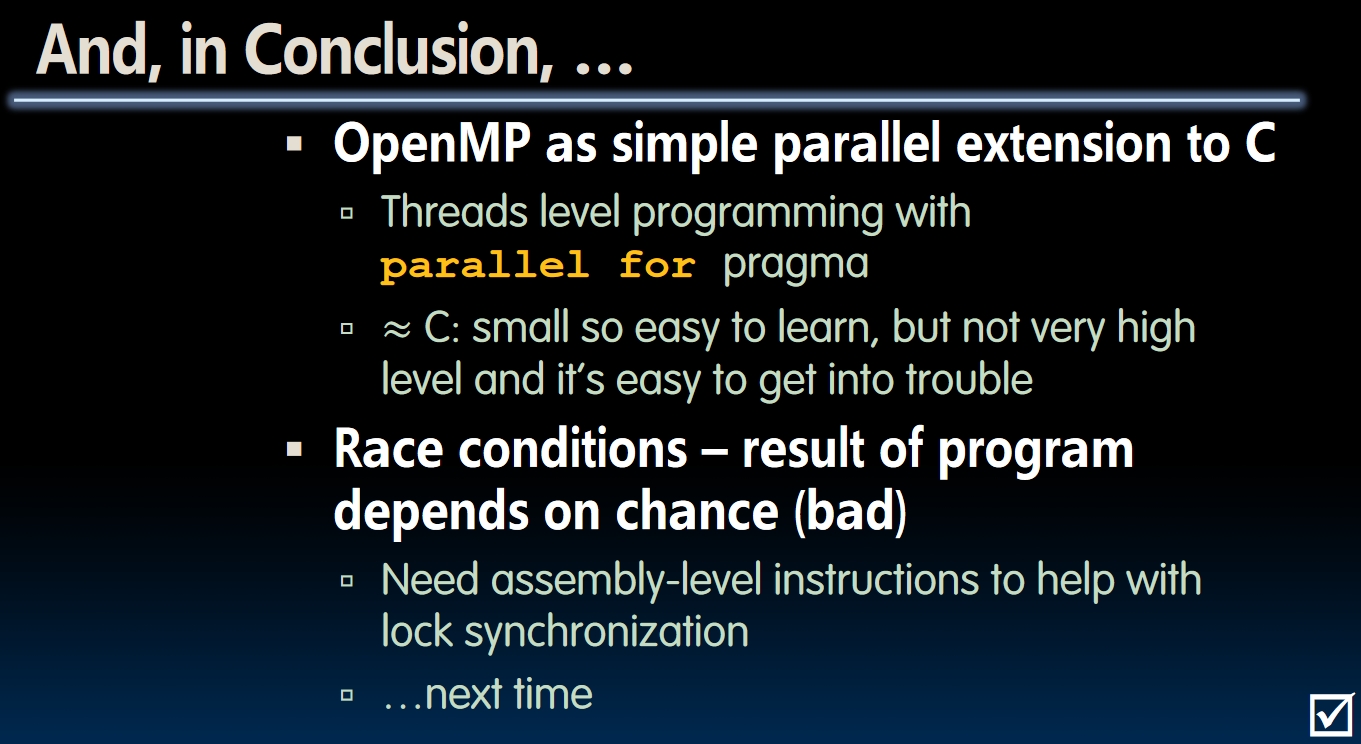 And, in Conclusion, …
▪ OpenMP as simple parallel extension to C
▫ Threads level programming with
parallel for pragma
▫ ≈ C: small so easy to learn, but not very high
level and it’s easy to get into trouble
▪ Race conditions – result of program
depends on chance (bad)
▫ Need assembly-level instructions to help with
lock synchronization
▫ …next time